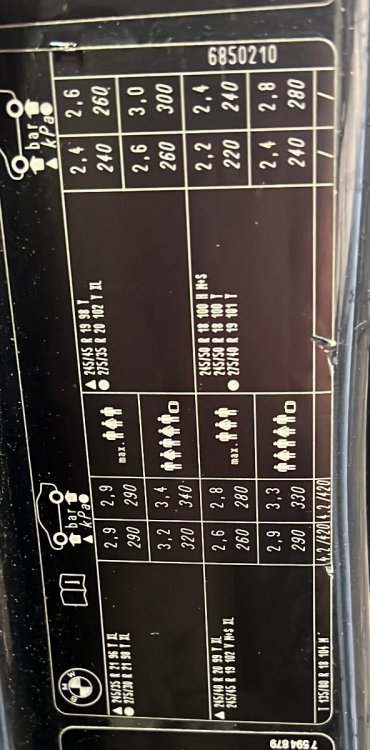 BMW
bar
kPa
bar
kPa
245/35 R 21 96 Y XL
275/30 R 21 98 Y XL
2,9 2,9
290 290
max.
3,2 3,4
320 340
245/45 R 19 98 Y
275/35 R 20 102 Y XL
2,4 2,6
240 260
2,6 3,0
260 300
245/40 R 20 99 Y XL
245/45 R 19 102 V M+S XL
2,6 2,8
260 280
max.
2,9 3,3
290 330
245/50 R 18 100 H M+S
245/50 R 18 100 Y
275/40 R 19 101 Y
2,2 2,4
220 240
2,4 2,8
240 280
R 18 104 M 4,2/420 4,2/420 / /
6850210
7 594 879